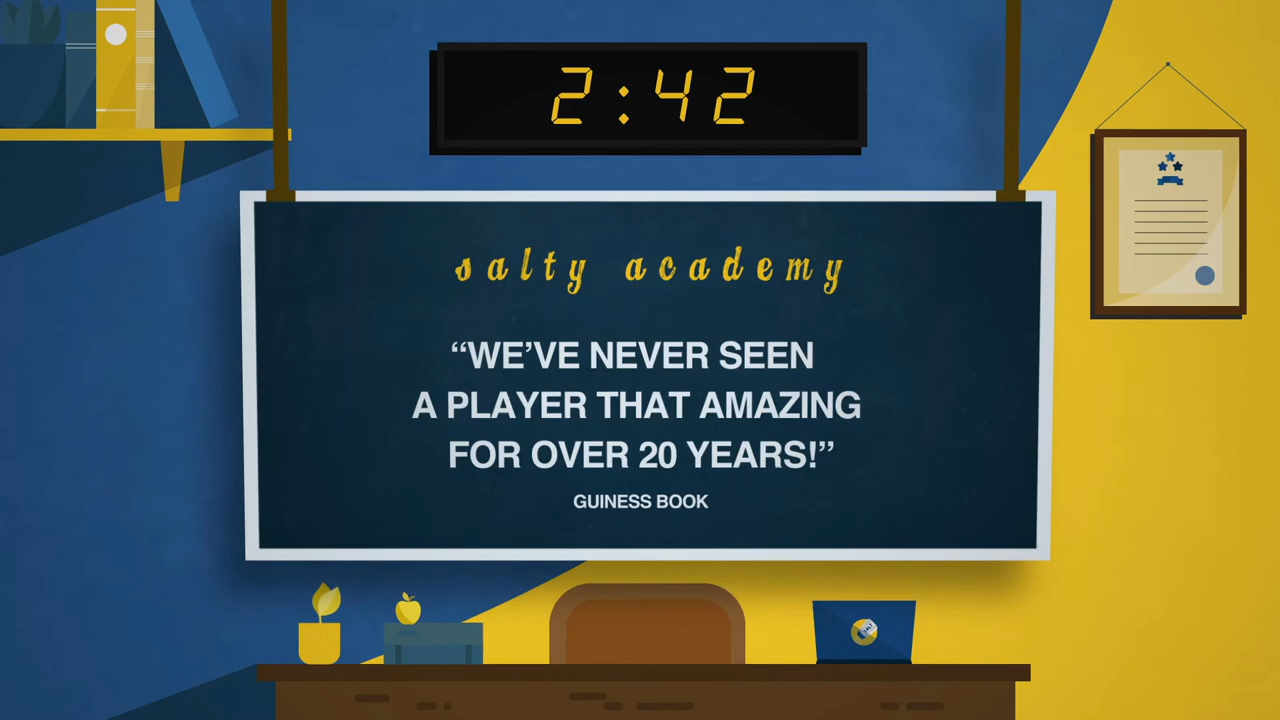 2:42
salty academy
“WE’VE NEVER SEEN
A PLAYER THAT AMAZING
FOR OVER 20 YEARS!”
GUINESS BOOK